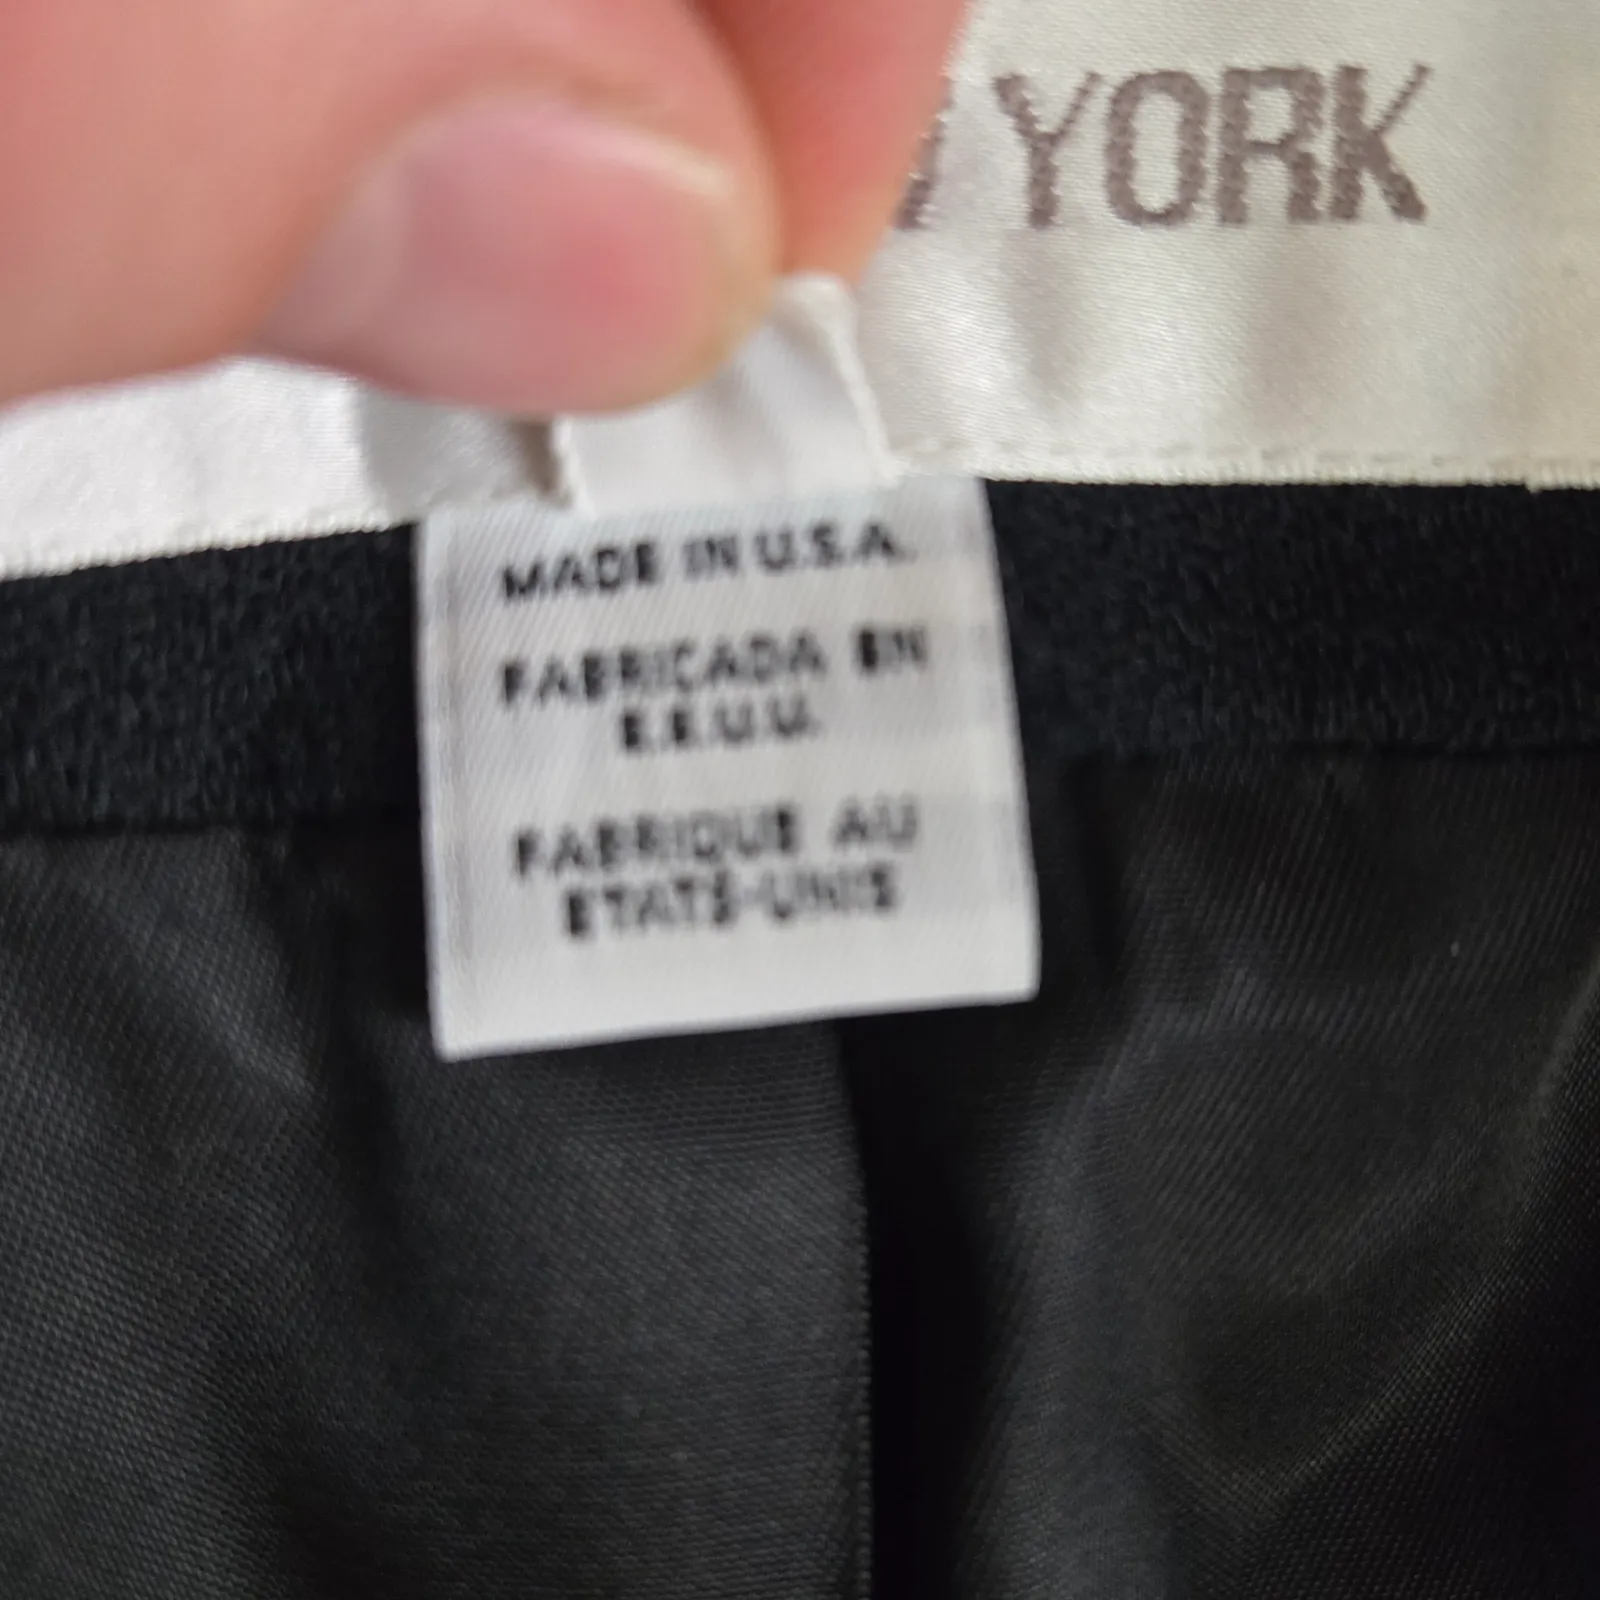 YORK
MADE IN U.S.A.
FABRICADA EN
E.E.U.U.
FABRIQUE AU
ETATS-UNIS